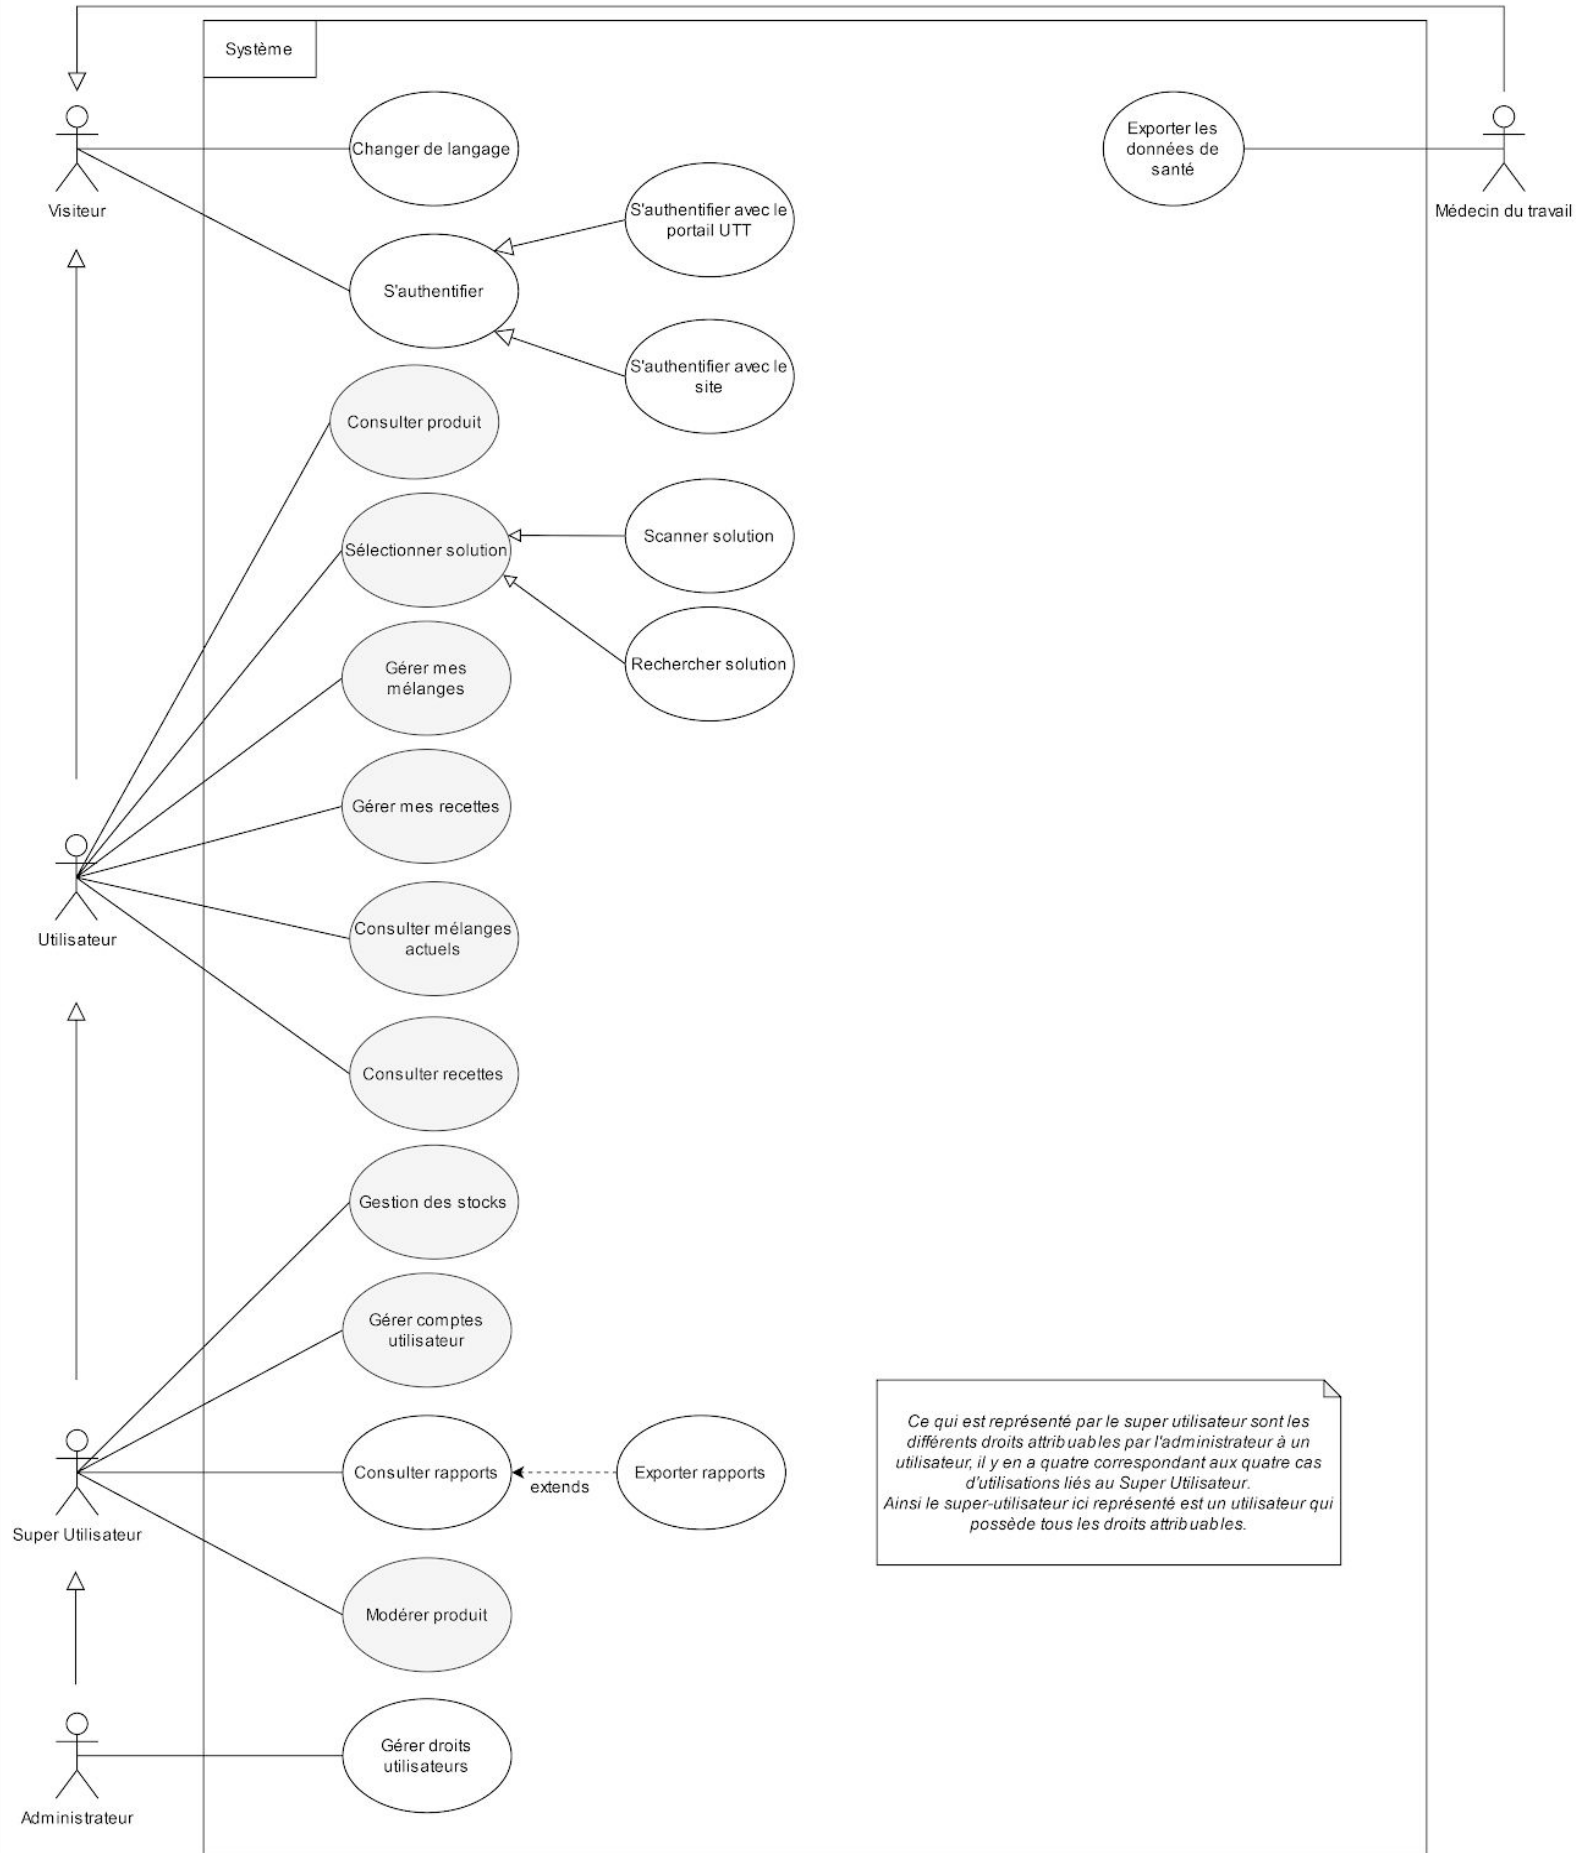 Système
Changer de langage
Exporter les
données de
santé
Visiteur
Médecin du travail
S'authentifier avec le
portail UTT
S'authentifier
S'authentifier avec le
site
Consulter produit
Sélectionner solution
Scanner solution
Rechercher solution
Gérer mes
mélanges
Gérer mes recettes
Utilisateur
Consulter mélanges
actuels
Consulter recettes
Gestion des stocks
Gérer comptes
utilisateur
Consulter rapports
extends
Exporter rapports
Ce qui est représenté par le super utilisateur sont les
différents droits attribuables par l'administrateur à un
utilisateur, il y en a quatre correspondant aux quatre cas
d'utilisations liés au Super Utilisateur.
Ainsi le super-utilisateur ici représenté est un utilisateur qui
possède tous les droits attribuables.
Super Utilisateur
Modérer produit
Gérer droits
utilisateurs
Administrateur